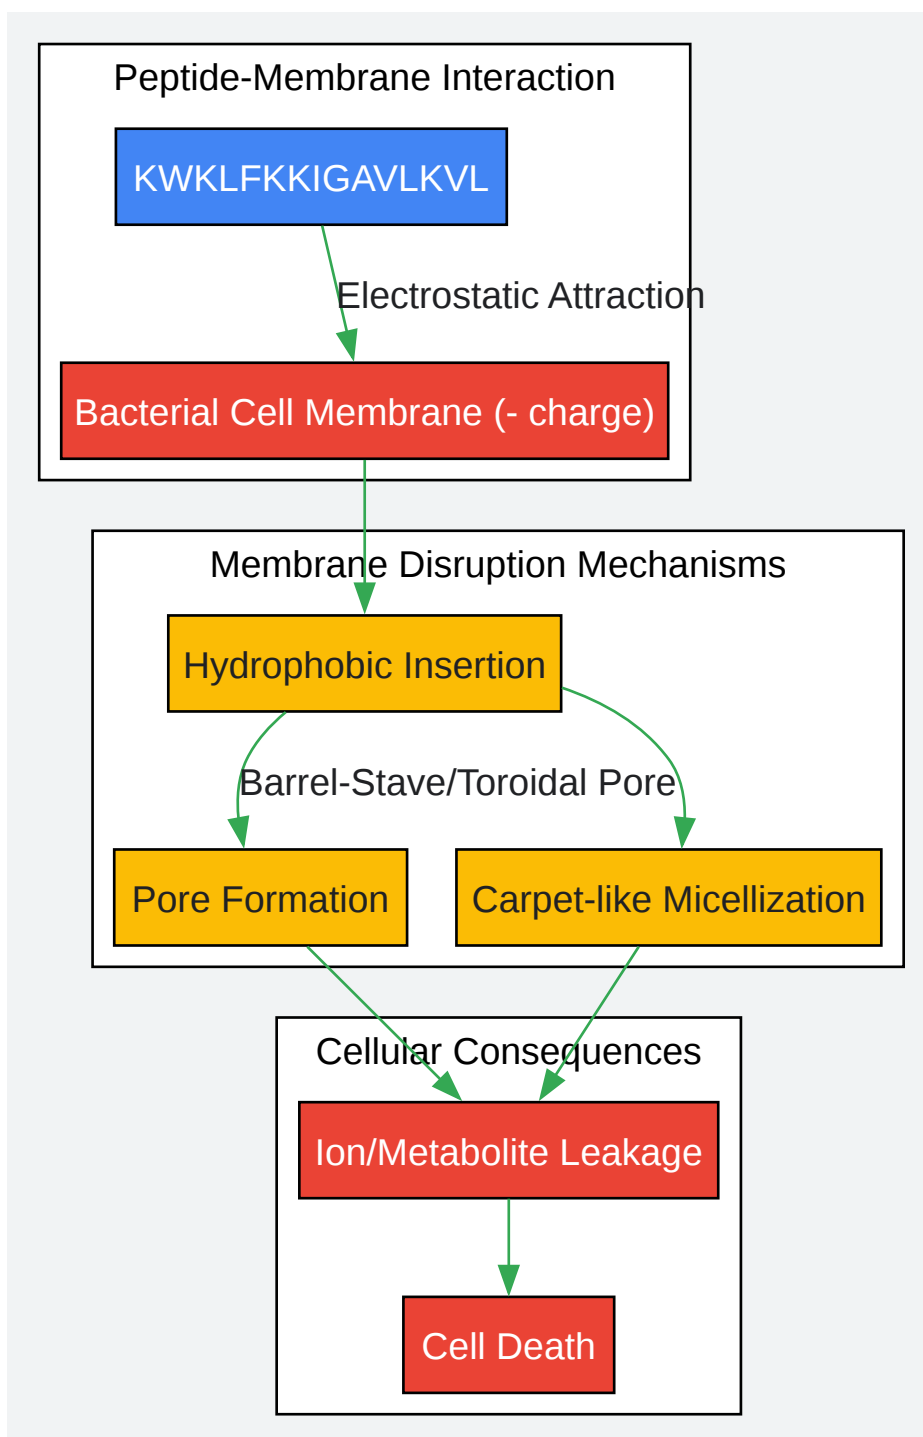 Peptide-Membrane Interaction
KWKLFKKIGAVLKVL
Electrostatic Attraction
Bacterial Cell Membrane (- charge)
Membrane Disruption Mechanisms
Hydrophobic Insertion
Barrel-Stave/Toroidal Pore
Pore Formation
Carpet-like Micellization
Cellular Consequences
Ion/Metabolite Leakage
Cell Death